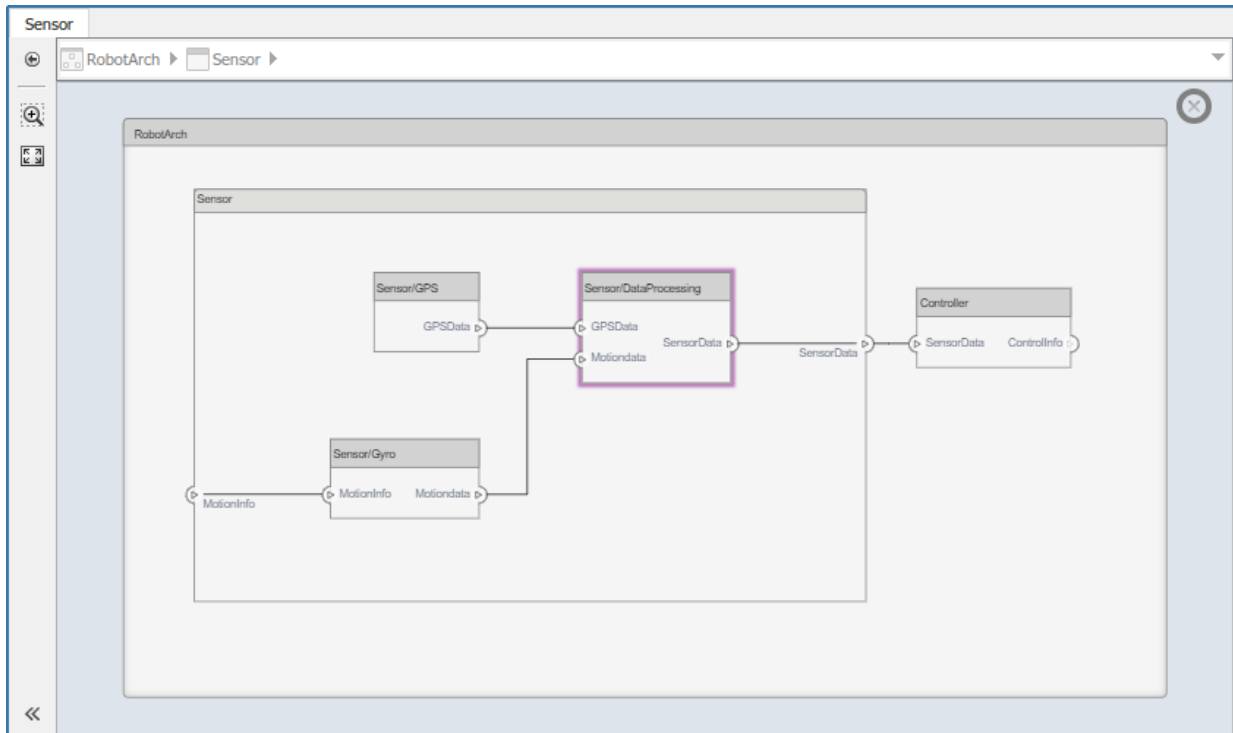 Sensor
RobotArch Sensor
RobotArch
Sensor
Sensor/GPS
GPSData
Sensor/DataProcessing
GPSData
SensorData
Motiondata
SensorData
Controller
SensorData ControlInfo
Sensor/Gyro
MotionInfo Motiondata
MotionInfo